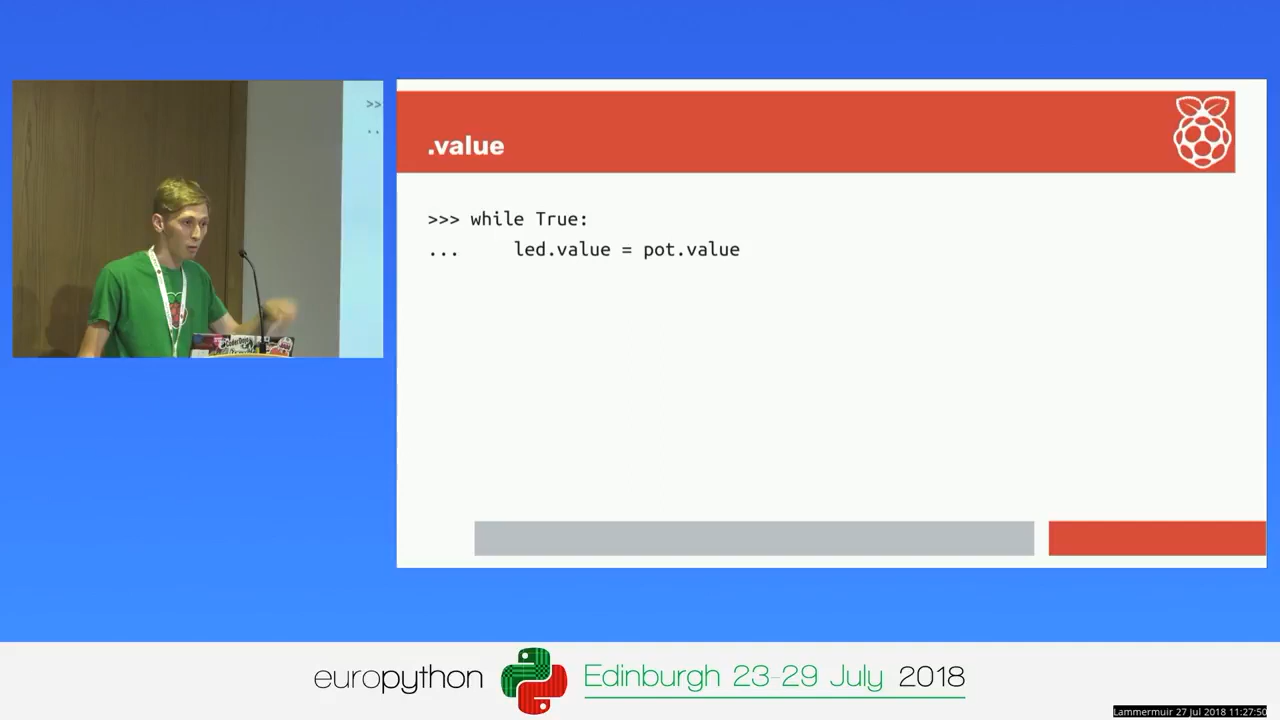 >>
..
.value
>>> while True:
...     led.value = pot.value
europython
Edinburgh 23-29 July 2018
Lammermuir 27 Jul 2018 11:27:50